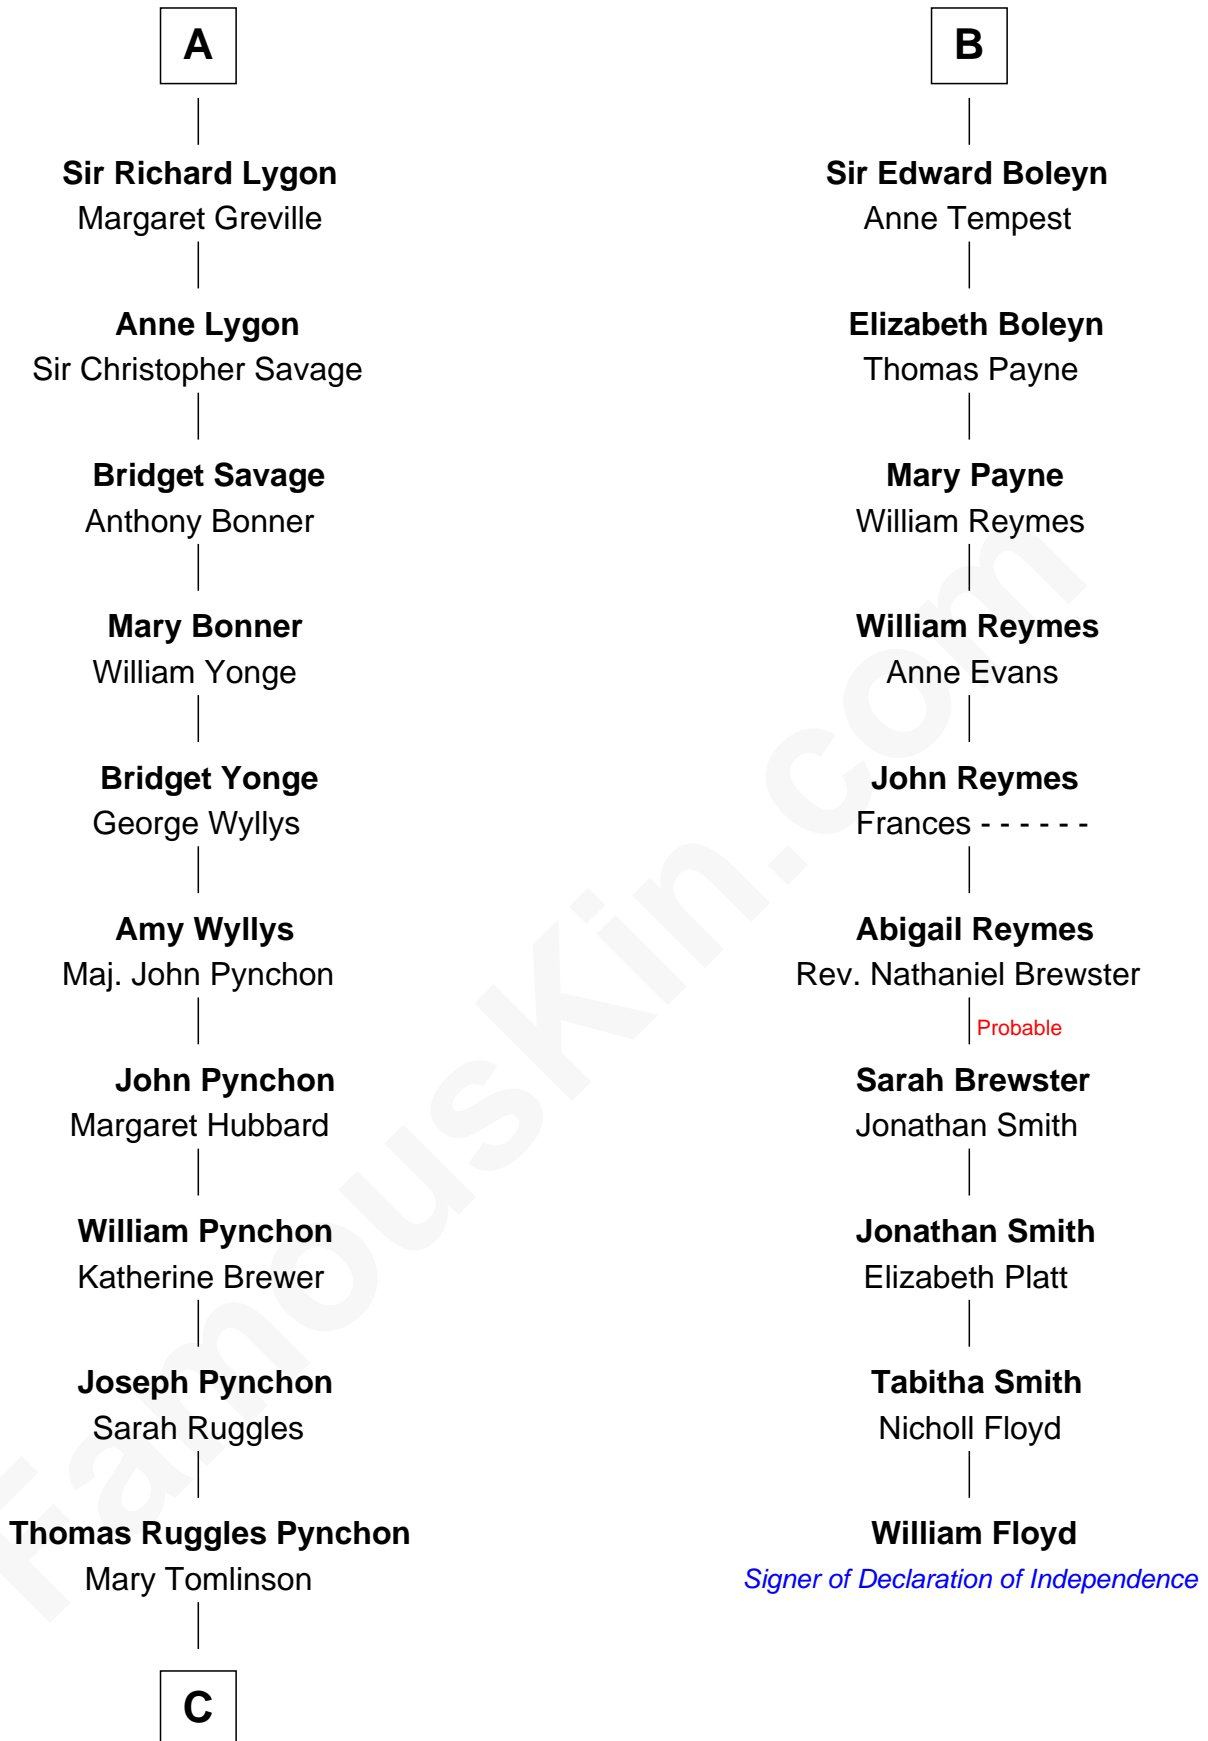 A
Sir Richard Lygon
Margaret Greville
Anne Lygon
Sir Christopher Savage
Bridget Savage
Anthony Bonner
Mary Bonner
William Yonge
Bridget Yonge
George Wyllys
Amy Wyllys
Maj. John Pynchon
John Pynchon
Margaret Hubbard
William Pynchon
Katherine Brewer
Joseph Pynchon
Sarah Ruggles
Thomas Ruggles Pynchon
Mary Tomlinson
C
B
Sir Edward Boleyn
Anne Tempest
Elizabeth Boleyn
Thomas Payne
Mary Payne
William Reymes
William Reymes
Anne Evans
John Reymes
Frances - - - - - -
Abigail Reymes
Rev. Nathaniel Brewster
Probable
Sarah Brewster
Jonathan Smith
Jonathan Smith
Elizabeth Platt
Tabitha Smith
Nicholl Floyd
William Floyd
Signer of Declaration of Independence
FamousKin.com